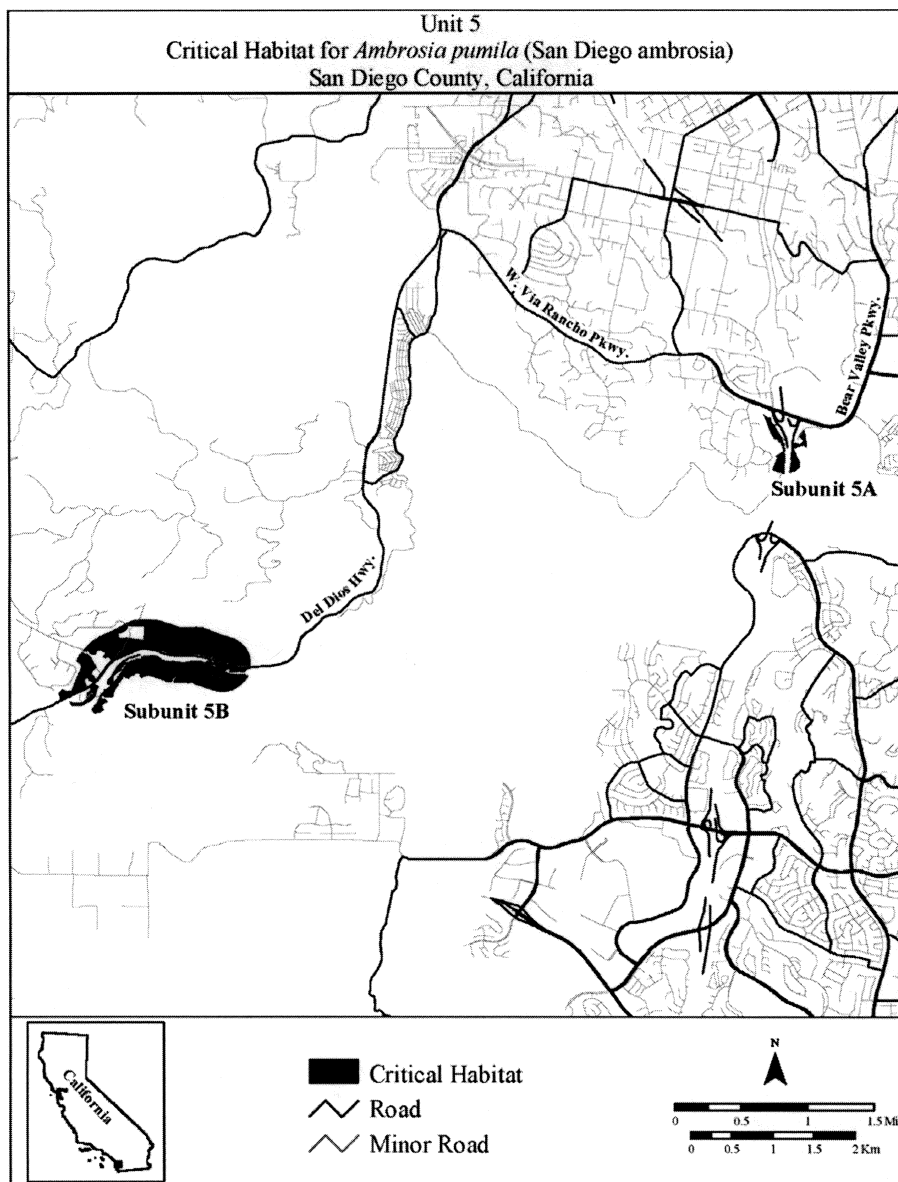 Unit 5
Critical Habitat for Ambrosia pumila (San Diego ambrosia)
San Diego County, California
W. Via Rancho Pkwy.
Bear Valley Pkwy.
Subunit 5A
Del Dios Hwy.
Subunit 5B
California
Critical Habitat
Road
Minor Road
N
0 0.5 1 1.5 Mi
0 0.5 1 1.5 2 Km